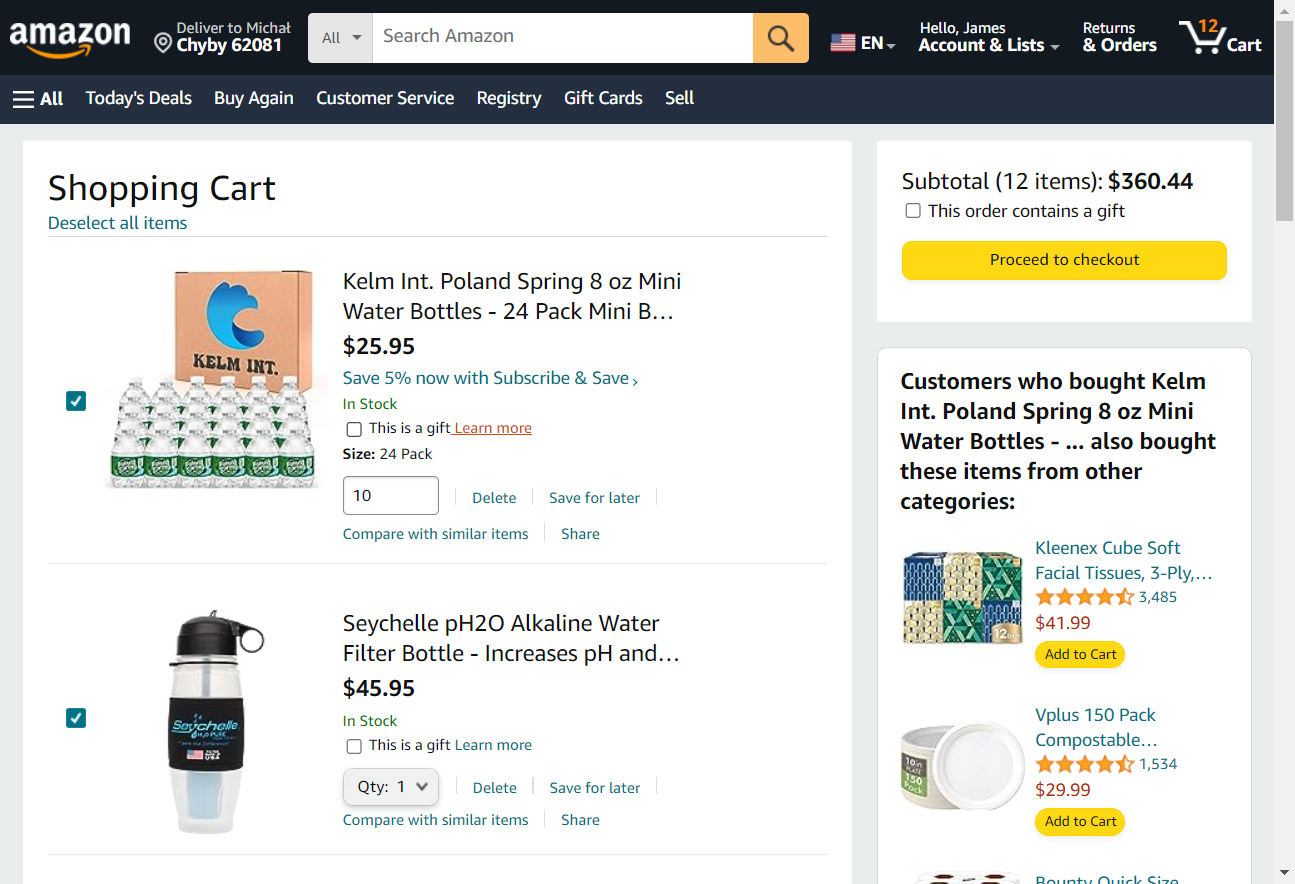 amazon
Deliver to Michał
Chyby 62081
All
Search Amazon
EN
Hello, James
Account & Lists
Returns
& Orders
12
Cart
All
Today's Deals
Buy Again
Customer Service
Registry
Gift Cards
Sell
Shopping Cart
Deselect all items
KELM INT.
Kelm Int. Poland Spring 8 oz Mini
Water Bottles - 24 Pack Mini B…
$25.95
Save 5% now with Subscribe & Save ›
In Stock
This is a gift Learn more
Size: 24 Pack
10
Delete
Save for later
Compare with similar items
Share
Seychelle
Seychelle pH2O Alkaline Water
Filter Bottle - Increases pH and…
$45.95
In Stock
This is a gift Learn more
Qty: 1
Delete
Save for later
Compare with similar items
Share
Subtotal (12 items): $360.44
This order contains a gift
Proceed to checkout
Customers who bought Kelm
Int. Poland Spring 8 oz Mini
Water Bottles - ... also bought
these items from other
categories:
Kleenex Cube Soft
Facial Tissues, 3-Ply,…
3,485
$41.99
Add to Cart
Vplus 150 Pack
Compostable…
1,534
$29.99
Add to Cart
Bounty Quick Size